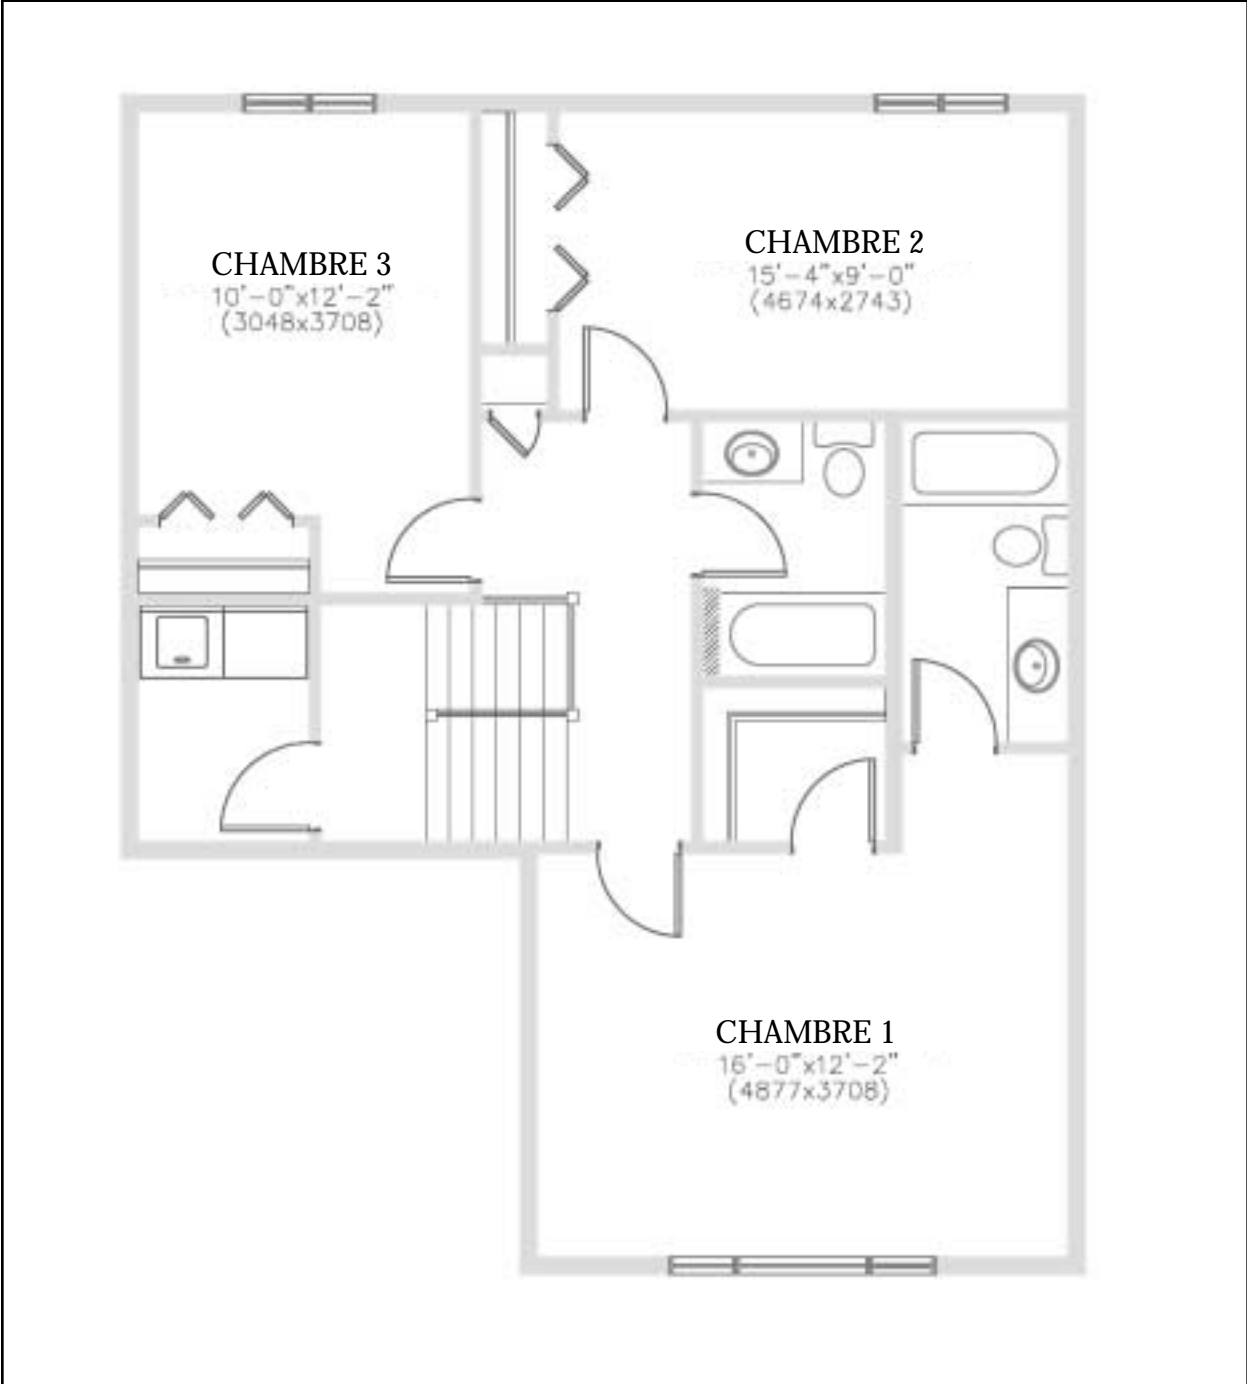 CHAMBRE 3
10'-0"x12'-2"
(3048x3708)
CHAMBRE 2
15'-4"x9'-0"
(4674x2743)
CHAMBRE 1
16'-0"x12'-2"
(4877x3708)